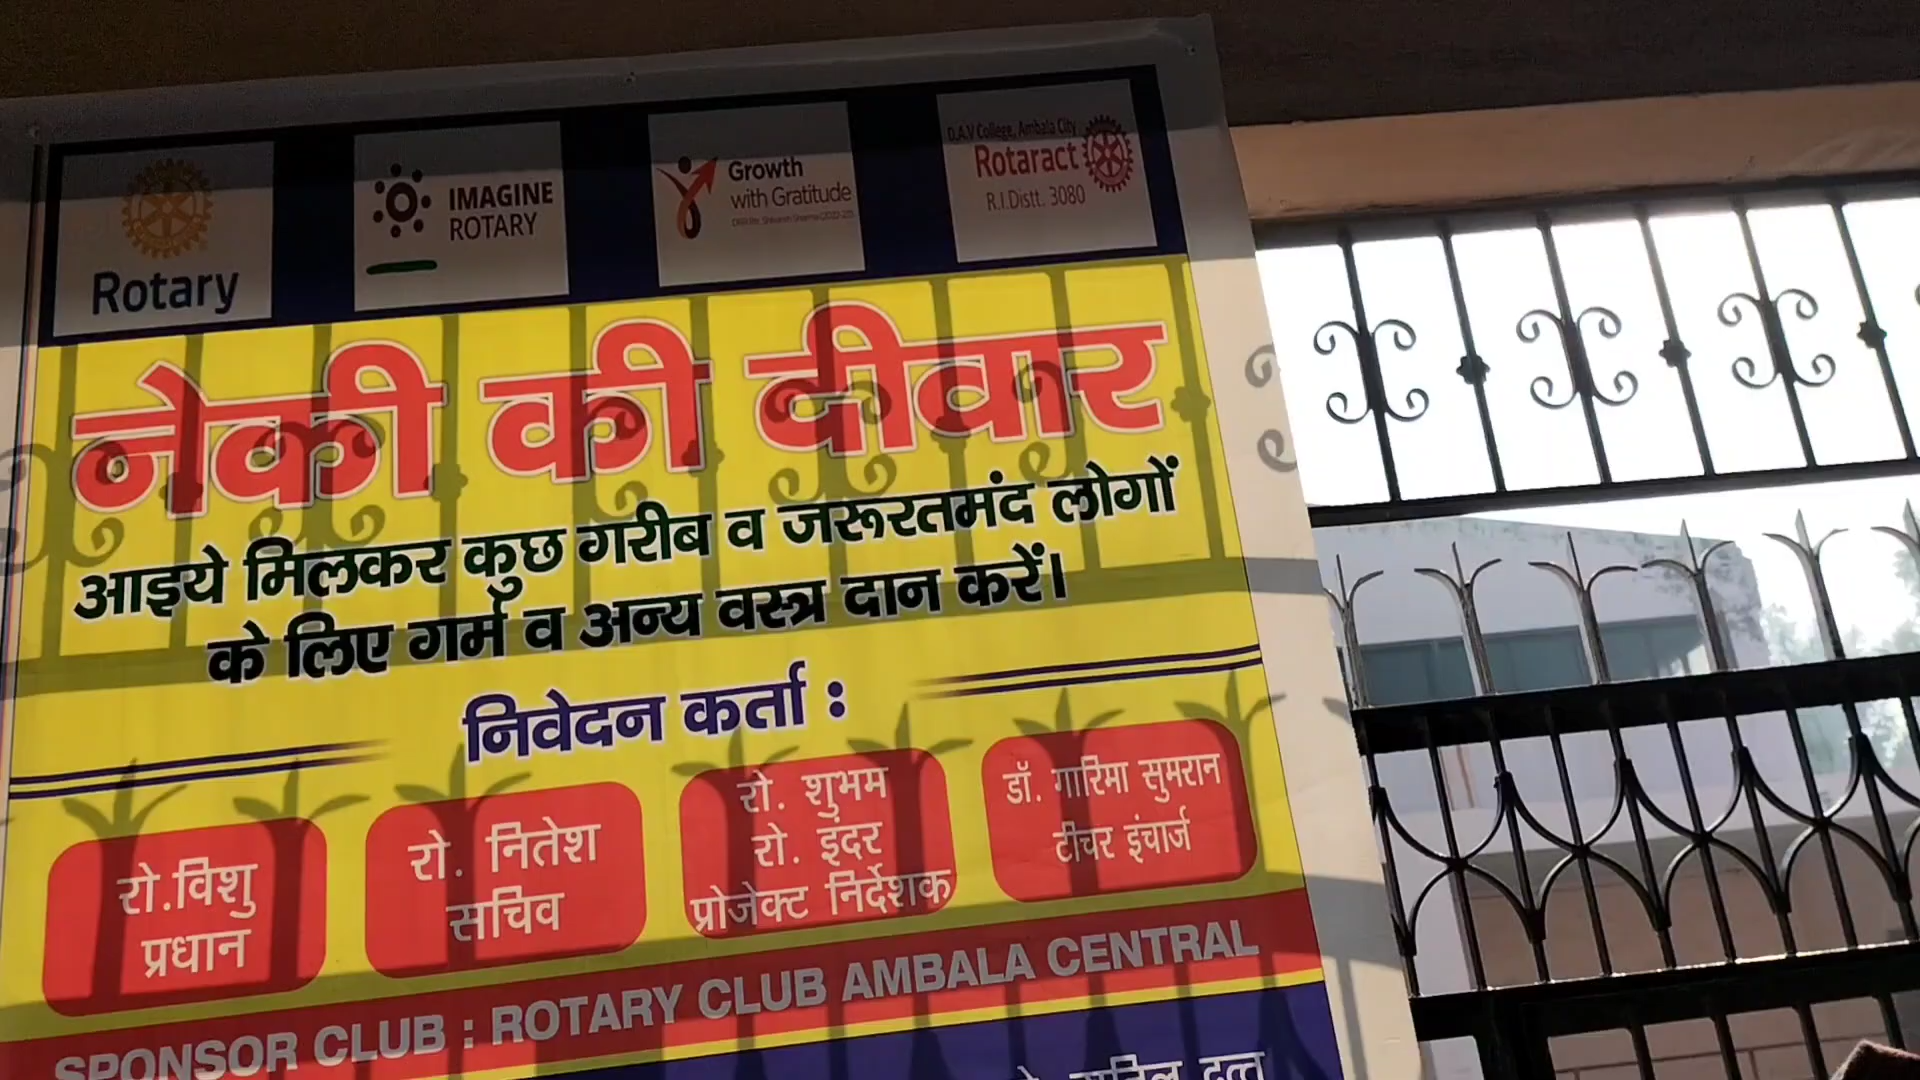 Rotary
IMAGINE
ROTARY
Growth
with Gratitude
D.A.V College, Ambala City
Rotaract
R.I.Distt. 3080
नेकी की दीवार
आइये मिलकर कुछ गरीब व जरूरतमंद लोगों
के लिए गर्म व अन्य वस्त्र दान करें।
निवेदन कर्ता :
रो.विशु
प्रधान
रो. नितेश
सचिव
रो. शुभम
रो. इंदर
प्रोजेक्ट निर्देशक
डॉ. गारिमा सुमरान
टीचर इंचार्ज
SPONSOR CLUB : ROTARY CLUB AMBALA CENTRAL